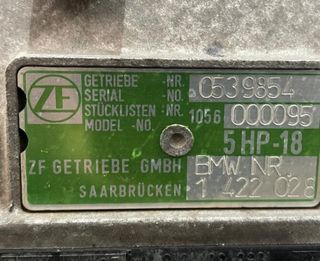 ZF
GETRIEBE -NR. 0539854
SERIAL -NO.
STÜCKLISTEN -NR. 1056 000095
MODEL -NO.
5 HP-18
ZF GETRIEBE GMBH BMW NR.
SAARBRÜCKEN 1 422 028